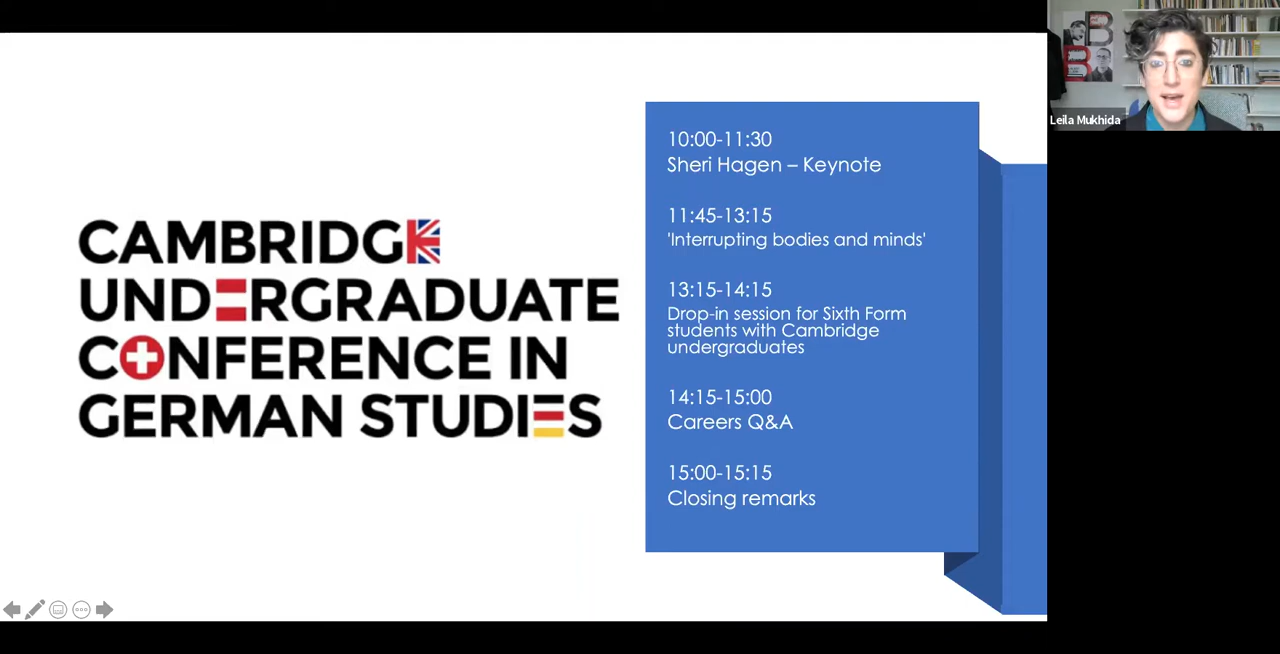 CAMBRIDGE
UNDERGRADUATE
CONFERENCE IN
GERMAN STUDIES
10:00-11:30
Sheri Hagen – Keynote
11:45-13:15
'Interrupting bodies and minds'
13:15-14:15
Drop-in session for Sixth Form
students with Cambridge
undergraduates
14:15-15:00
Careers Q&A
15:00-15:15
Closing remarks
B
B
Leila Mukhida